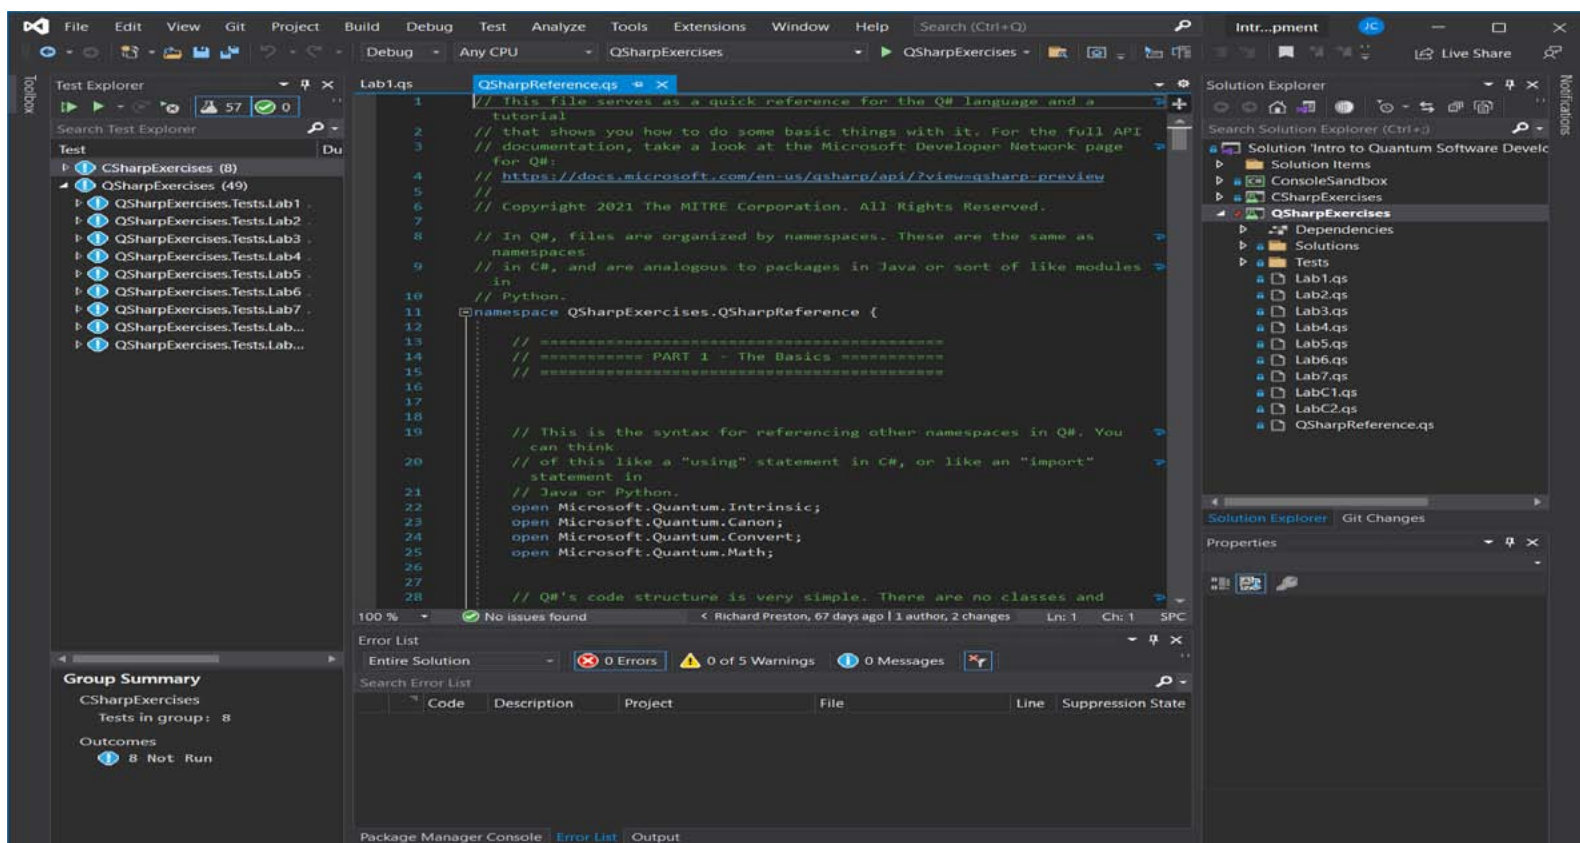 File Edit View Git Project Build Debug Test Analyze Tools Extensions Window Help Search (Ctrl+Q) Intr...pment JC
Debug Any CPU QSharpExercises QSharpExercises Live Share
Toolbox
Test Explorer
57 0
Search Test Explorer
Test Du
CSharpExercises (8)
QSharpExercises (49)
QSharpExercises.Tests.Lab1
QSharpExercises.Tests.Lab2
QSharpExercises.Tests.Lab3
QSharpExercises.Tests.Lab4
QSharpExercises.Tests.Lab5
QSharpExercises.Tests.Lab6
QSharpExercises.Tests.Lab7
QSharpExercises.Tests.Lab...
QSharpExercises.Tests.Lab...
Group Summary
CSharpExercises
Tests in group: 8
Outcomes
8 Not Run
Lab1.qs QSharpReference.qs
1 // This file serves as a quick reference for the Q# language and a
tutorial
2 // that shows you how to do some basic things with it. For the full API
3 // documentation, take a look at the Microsoft Developer Network page
for Q#:
4 // https://docs.microsoft.com/en-us/qsharp/api/?view=qsharp-preview
5 //
6 // Copyright 2021 The MITRE Corporation. All Rights Reserved.
7
8 // In Q#, files are organized by namespaces. These are the same as
namespaces
9 // in C#, and are analogous to packages in Java or sort of like modules
in
10 // Python.
11 namespace QSharpExercises.QSharpReference {
12
13 // ===========================================
14 // =========== PART 1 - The Basics ===========
15 // ===========================================
16
17
18
19 // This is the syntax for referencing other namespaces in Q#. You
can think
20 // of this like a "using" statement in C#, or like an "import"
statement in
21 // Java or Python.
22 open Microsoft.Quantum.Intrinsic;
23 open Microsoft.Quantum.Canon;
24 open Microsoft.Quantum.Convert;
25 open Microsoft.Quantum.Math;
26
27
28 // Q#'s code structure is very simple. There are no classes and
100 % No issues found < Richard Preston, 67 days ago | 1 author, 2 changes Ln: 1 Ch: 1 SPC
Error List
Entire Solution 0 Errors 0 of 5 Warnings 0 Messages
Search Error List
Code Description Project File Line Suppression State
Package Manager Console Error List Output
Solution Explorer
Search Solution Explorer (Ctrl+;)
Solution 'Intro to Quantum Software Develo
Solution Items
ConsoleSandbox
CSharpExercises
QSharpExercises
Dependencies
Solutions
Tests
Lab1.qs
Lab2.qs
Lab3.qs
Lab4.qs
Lab5.qs
Lab6.qs
Lab7.qs
LabC1.qs
LabC2.qs
QSharpReference.qs
Solution Explorer Git Changes
Properties
Notifications